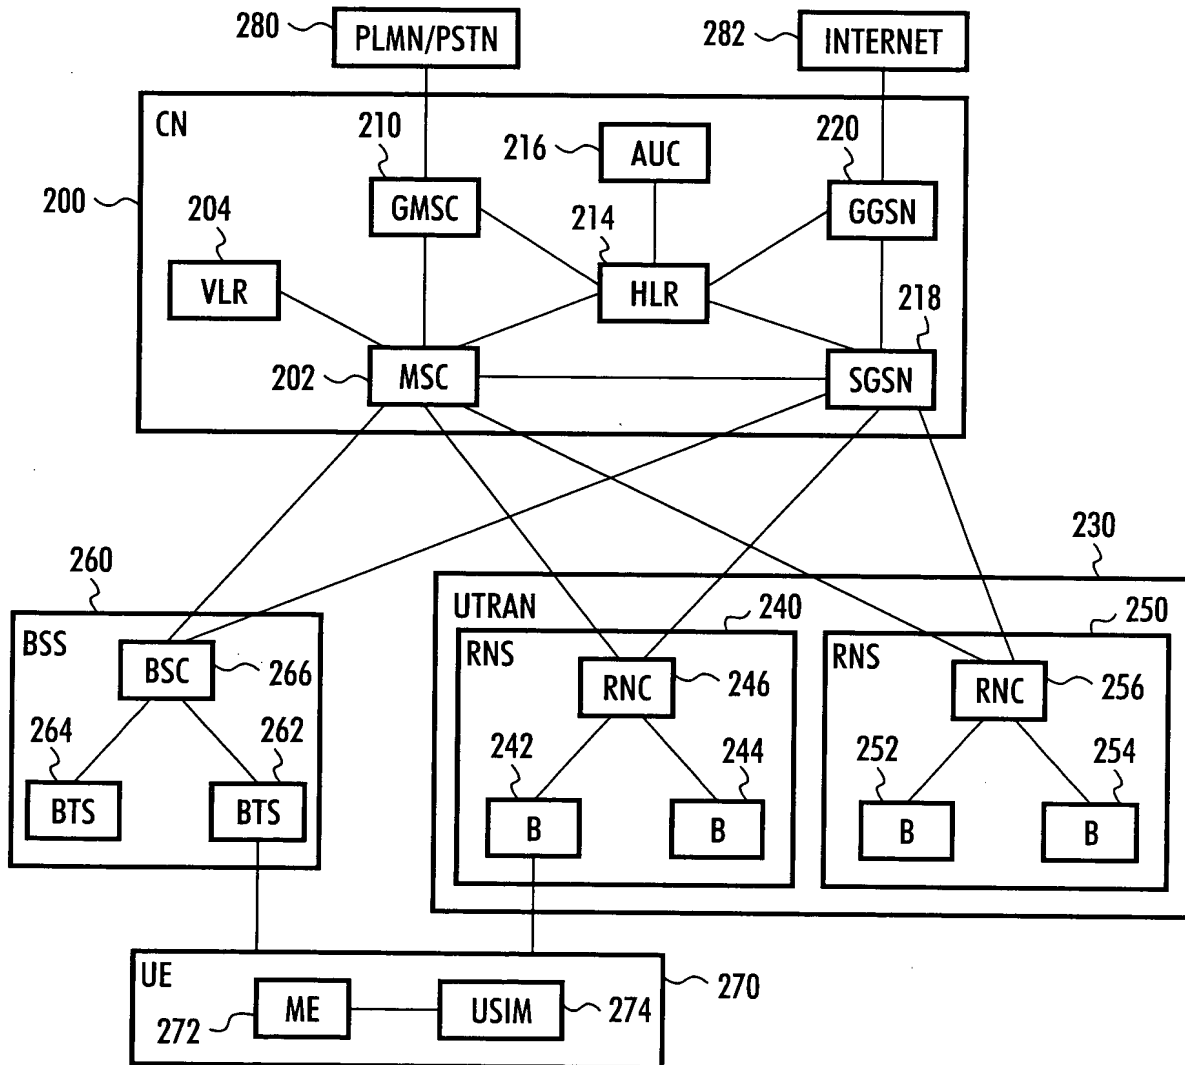 280 PLMN/PSTN
282 INTERNET
CN
210
216 AUC
220
200
204
GMSC
214
GGSN
VLR
HLR
218
202 MSC
SGSN
260
230
UTRAN
240
250
BSS
RNS
RNS
BSC 266
RNC 246
RNC 256
264
262
242
244
252
254
BTS
BTS
B
B
B
B
UE
270
272 ME
USIM 274